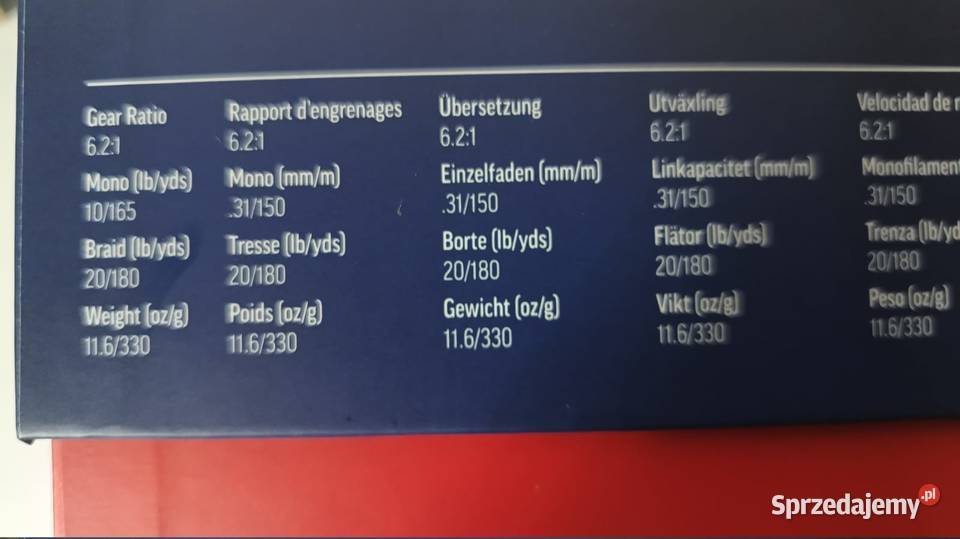 Gear Ratio
6.2:1
Mono (lb/yds)
10/165
Braid (lb/yds)
20/180
Weight (oz/g)
11.6/330
Rapport d'engrenages
6.2:1
Mono (mm/m)
.31/150
Tresse (lb/yds)
20/180
Poids (oz/g)
11.6/330
Übersetzung
6.2:1
Einzelfaden (mm/m)
.31/150
Borte (lb/yds)
20/180
Gewicht (oz/g)
11.6/330
Utväxling
6.2:1
Linkapacitet (mm/m)
.31/150
Flätor (lb/yds)
20/180
Vikt (oz/g)
11.6/330
Velocidad de r
6.2:1
Monofilament
.31/150
Trenza (lb/yd
20/180
Peso (oz/g)
11.6/330
Sprzedajemy.pl